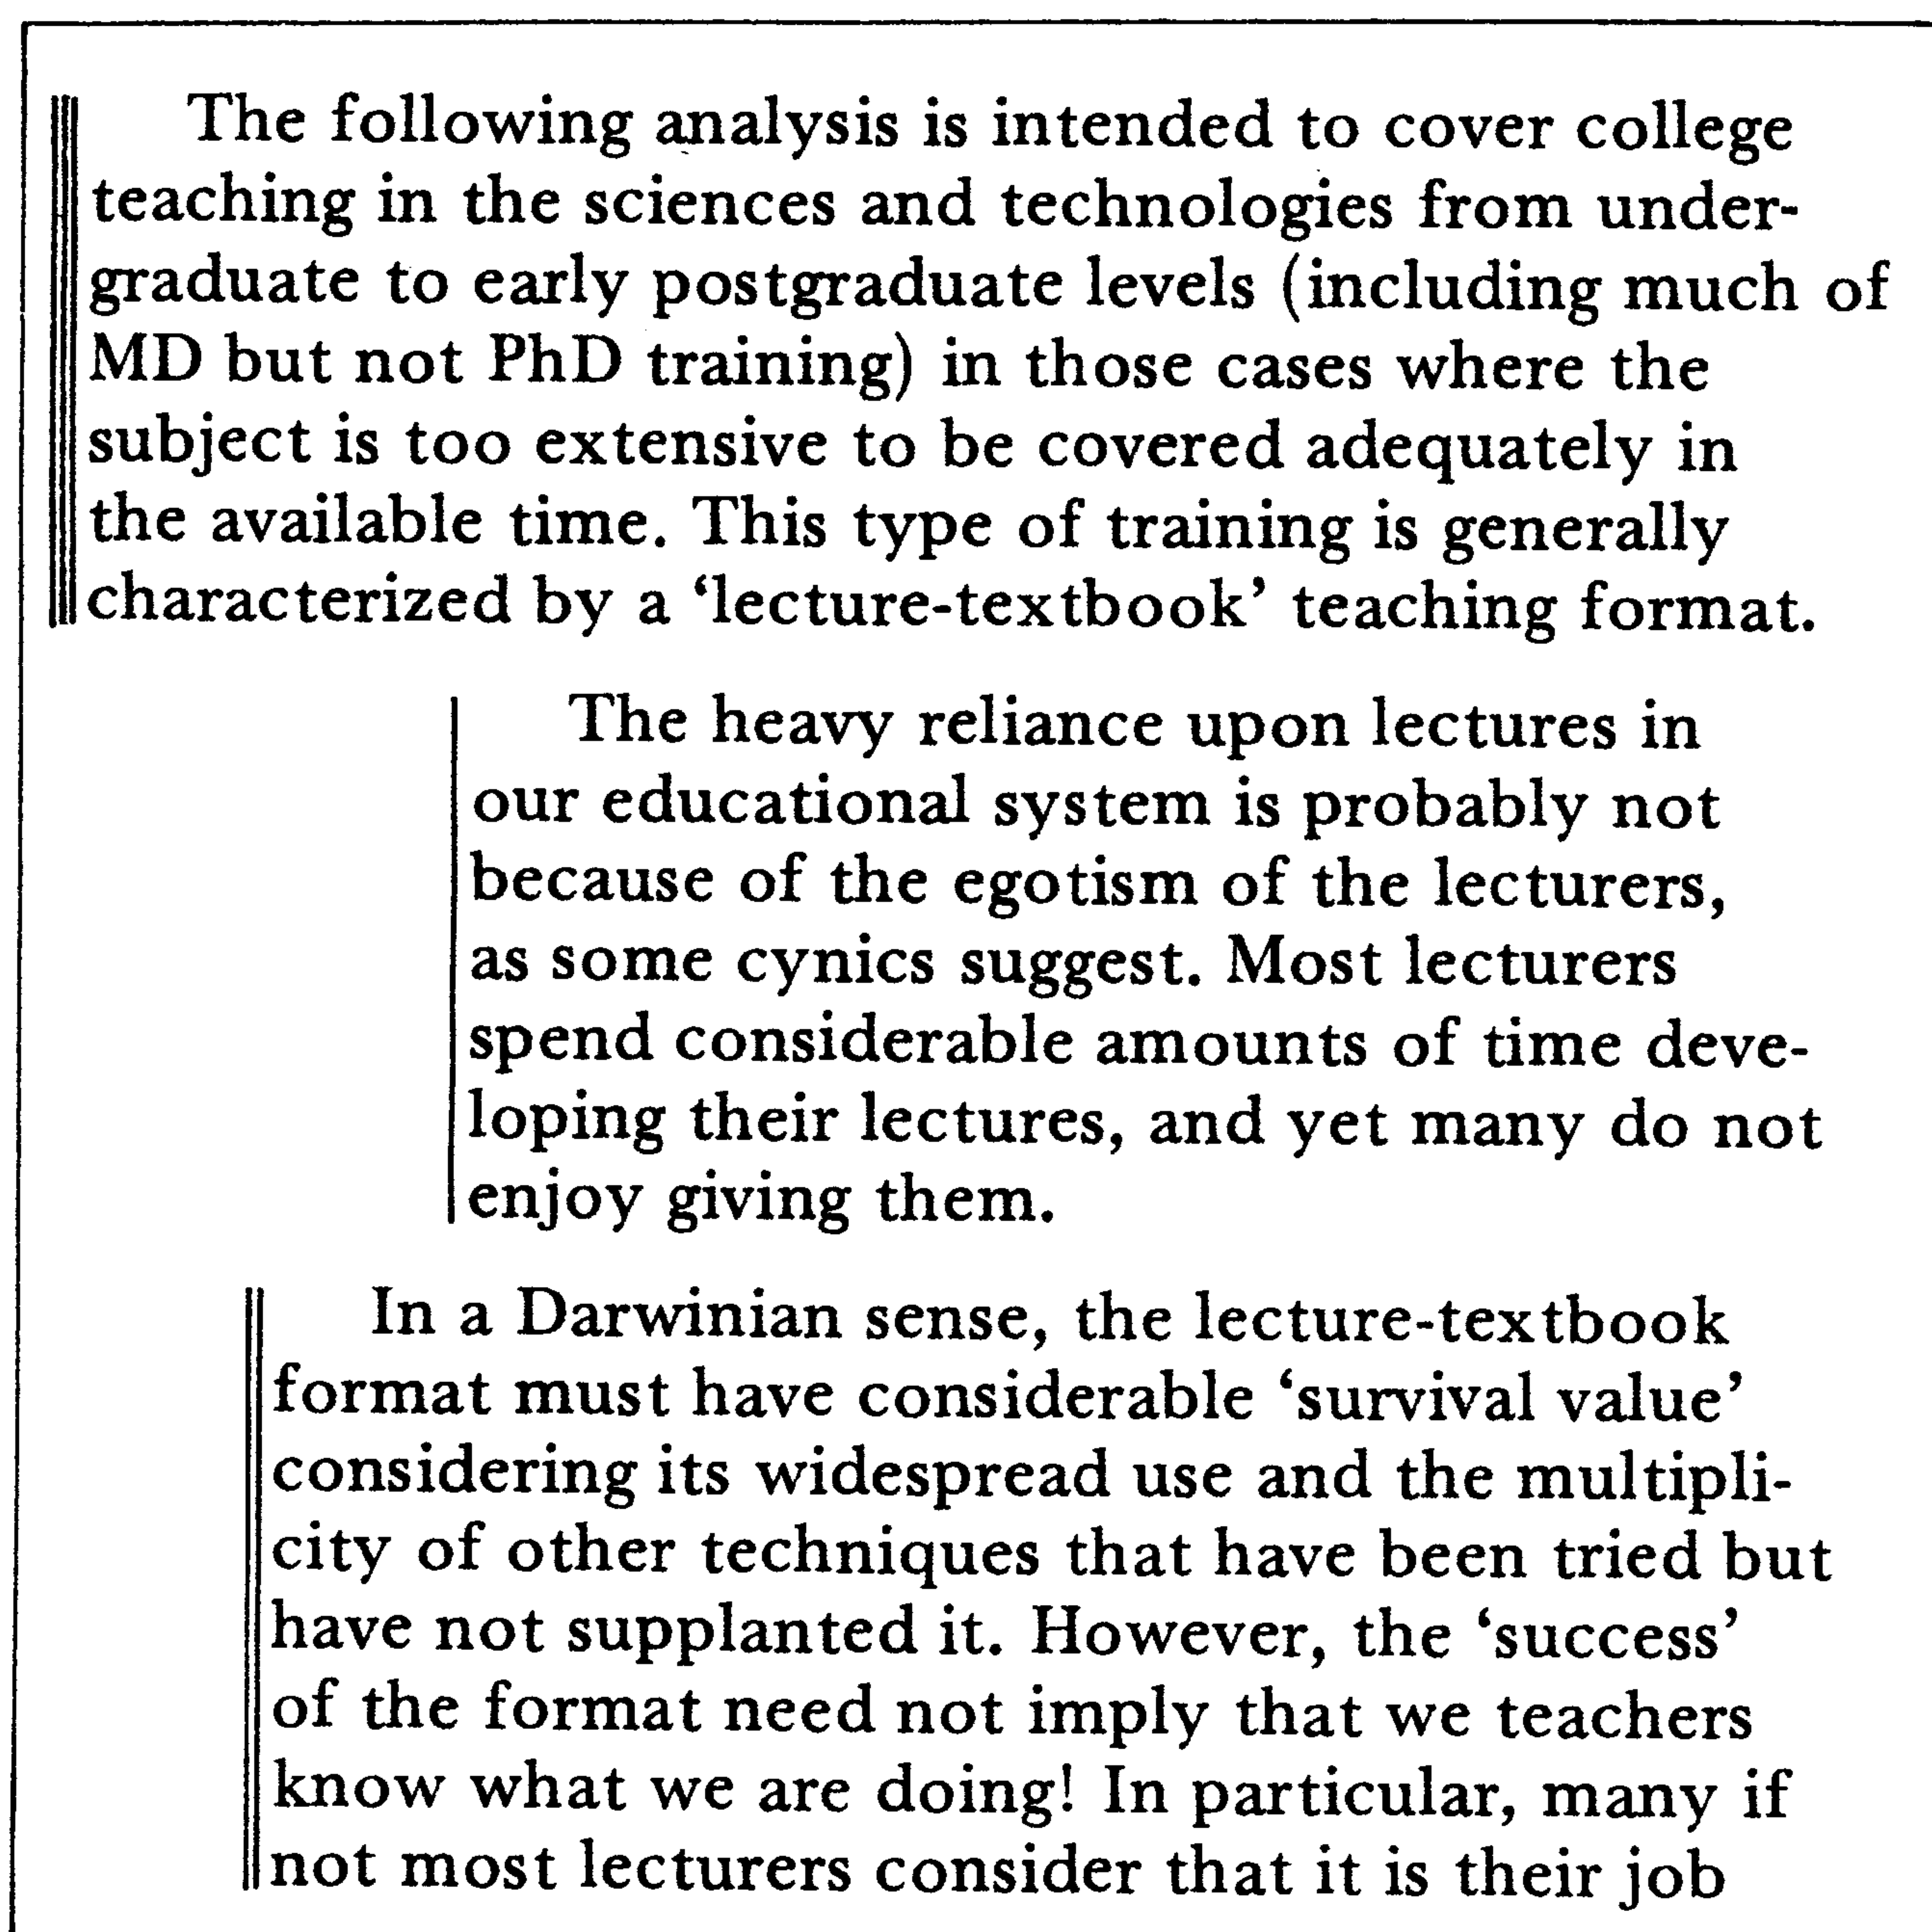 The following analysis is intended to cover college
teaching in the sciences and technologies from under-
graduate to early postgraduate levels (including much of
MD but not PhD training) in those cases where the
subject is too extensive to be covered adequately in
the available time. This type of training is generally
characterized by a ‘lecture-textbook’ teaching format.
The heavy reliance upon lectures in
our educational system is probably not
because of the egotism of the lecturers,
as some cynics suggest. Most lecturers
spend considerable amounts of time deve-
loping their lectures, and yet many do not
enjoy giving them.
In a Darwinian sense, the lecture-textbook
format must have considerable ‘survival value’
considering its widespread use and the multipli-
city of other techniques that have been tried but
have not supplanted it. However, the ‘success’
of the format need not imply that we teachers
know what we are doing! In particular, many if
not most lecturers consider that it is their job